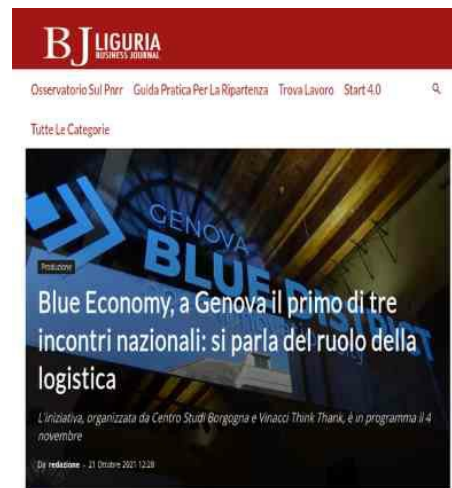 BJ LIGURIA
BUSINESS JOURNAL
Osservatorio Sul Pnrr Guida Pratica Per La Ripartenza Trova Lavoro Start 4.0
Tutte Le Categorie
GENOVA
BLUE DISTRICT
Produzione
Blue Economy, a Genova il primo di tre
incontri nazionali: si parla del ruolo della
logistica
L'iniziativa, organizzata da Centro Studi Borgogna e Vinacci Think Thank, è in programma il 4
novembre
Da redazione - 21 Ottobre 2021 12:28